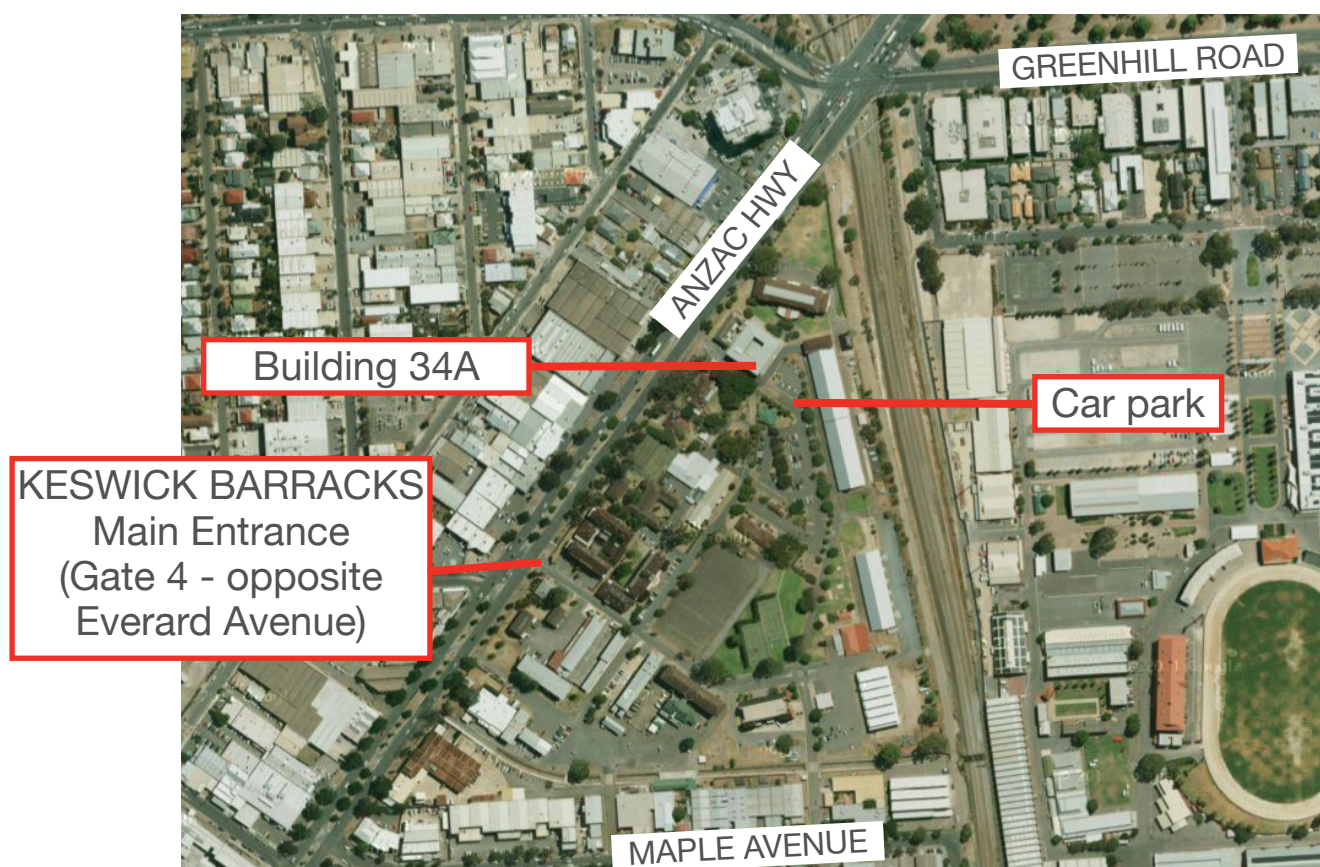 GREENHILL ROAD
ANZAC HWY
Building 34A
Car park
KESWICK BARRACKS
Main Entrance
(Gate 4 - opposite
Everard Avenue)
MAPLE AVENUE